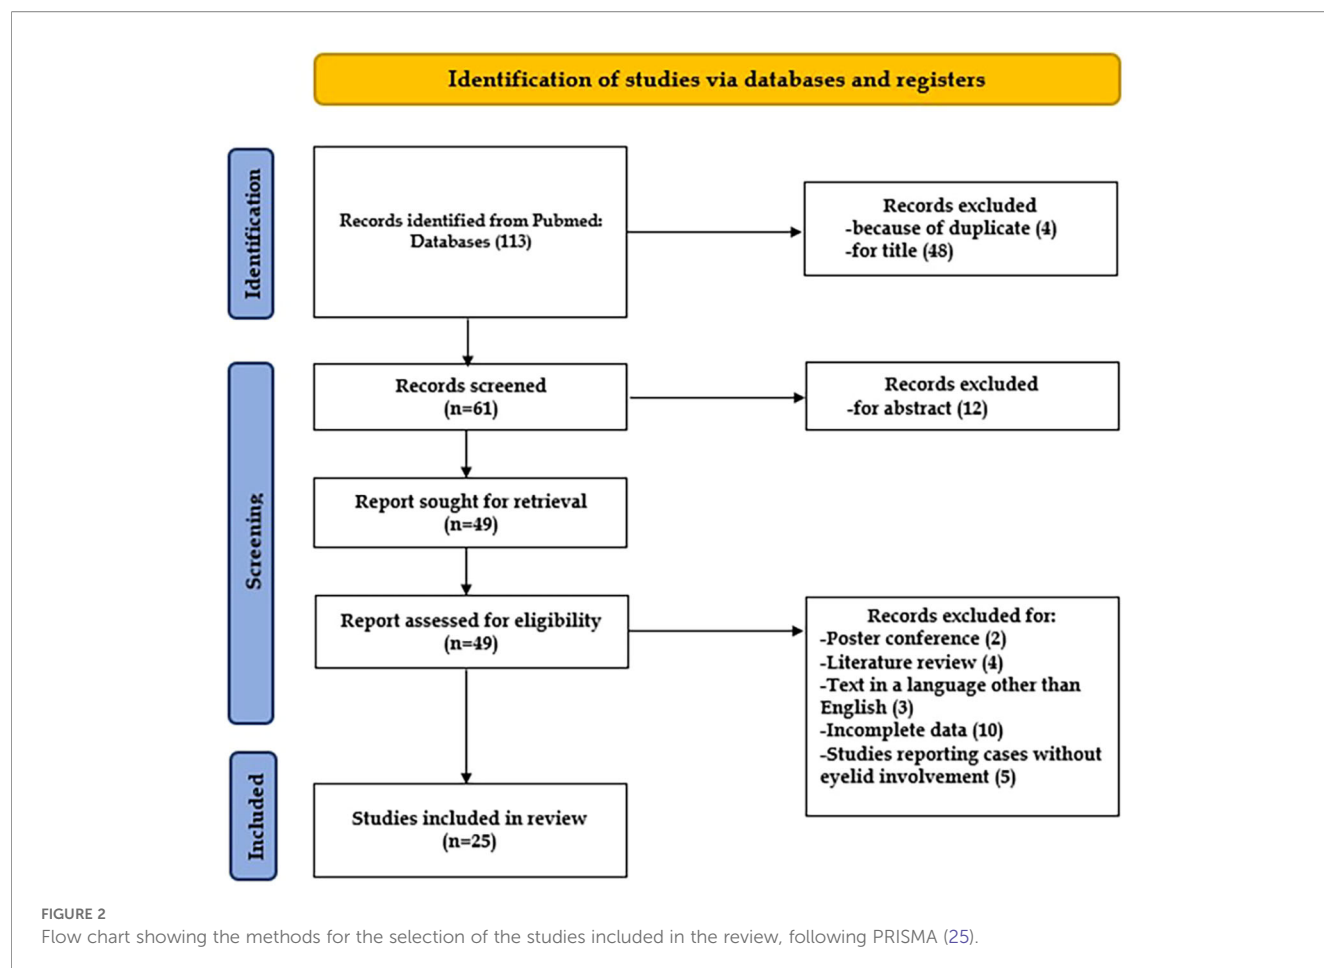 Identification of studies via databases and registers
Identification
Records identified from Pubmed:
Databases (113)
Records excluded
-because of duplicate (4)
-for title (48)
Screening
Records screened
(n=61)
Records excluded
-for abstract (12)
Report sought for retrieval
(n=49)
Report assessed for eligibility
(n=49)
Records excluded for:
-Poster conference (2)
-Literature review (4)
-Text in a language other than
English (3)
-Incomplete data (10)
-Studies reporting cases without
eyelid involvement (5)
Included
Studies included in review
(n=25)
FIGURE 2
Flow chart showing the methods for the selection of the studies included in the review, following PRISMA (25).